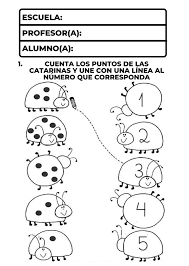 ESCUELA:
PROFESOR(A):
ALUMNO(A):
1. CUENTA LOS PUNTOS DE LAS
CATARINAS Y UNE CON UNA LÍNEA AL
NÚMERO QUE CORRESPONDA
1
2
3
4
5